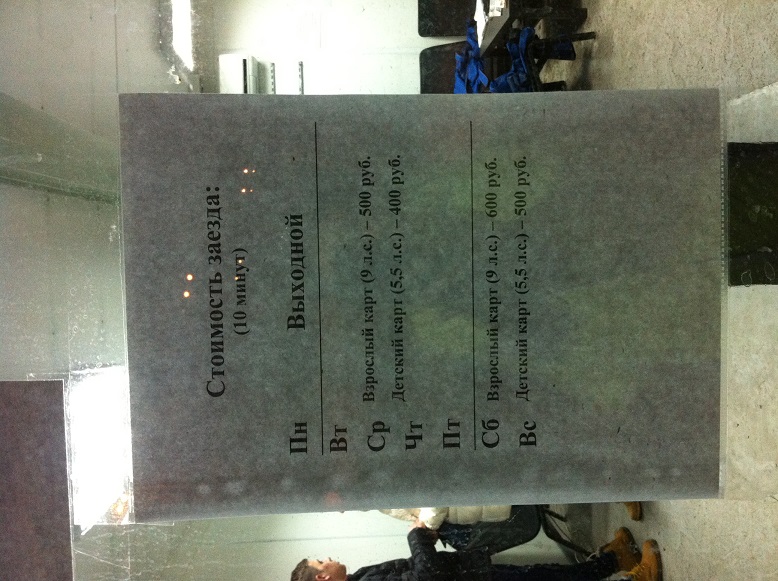 Стоимость заезда:
(10 минут)
Пн Выходной
Вт
Ср Взрослый карт (9 л.с.) – 500 руб.
Чт Детский карт (5,5 л.с.) – 400 руб.
Пт
Сб Взрослый карт (9 л.с.) – 600 руб.
Вс Детский карт (5,5 л.с.) – 500 руб.